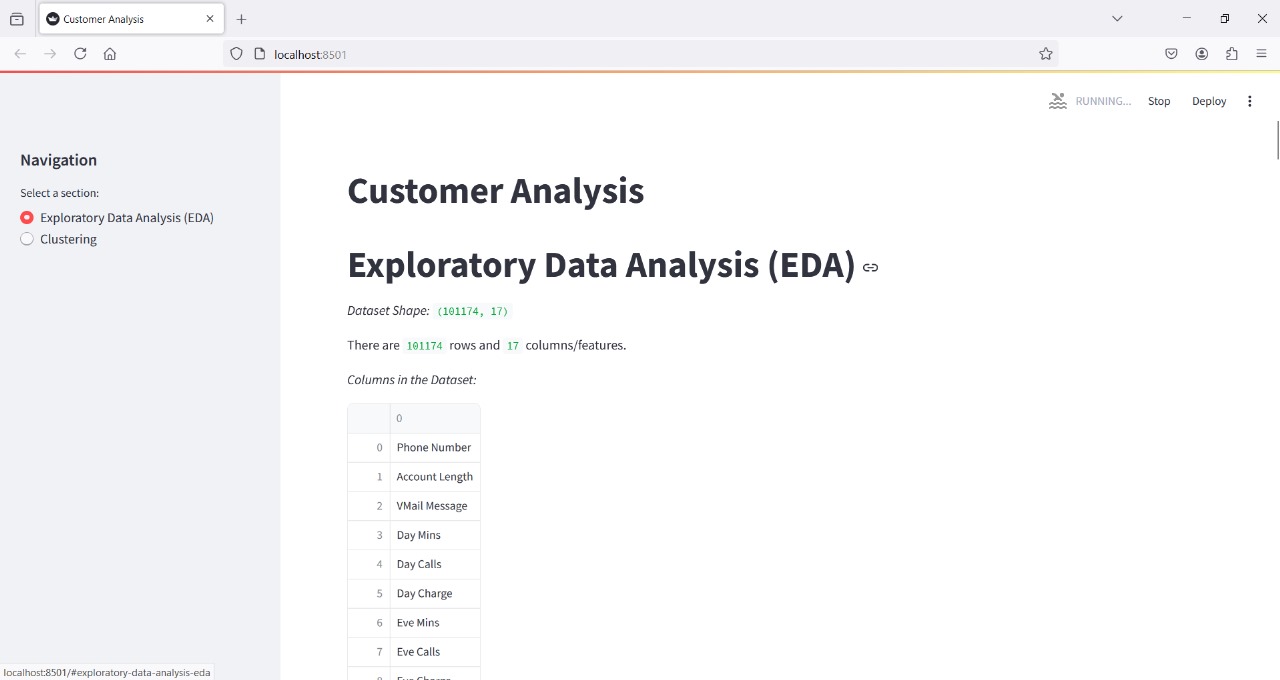 Customer Analysis
localhost:8501
RUNNING...
Stop
Deploy
Navigation
Select a section:
Exploratory Data Analysis (EDA)
Clustering
Customer Analysis
Exploratory Data Analysis (EDA)
Dataset Shape: (101174, 17)
There are 101174 rows and 17 columns/features.
Columns in the Dataset:
0
0 Phone Number
1 Account Length
2 VMail Message
3 Day Mins
4 Day Calls
5 Day Charge
6 Eve Mins
7 Eve Calls
8 Eve Charge
localhost:8501/#exploratory-data-analysis-eda